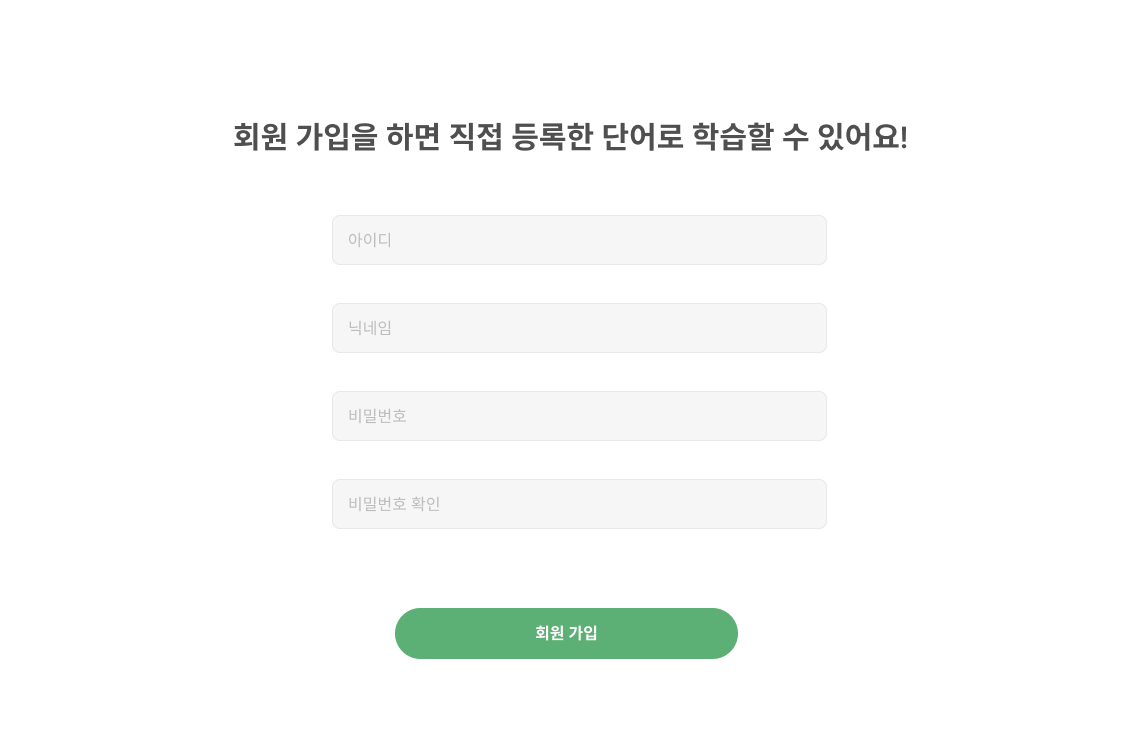 회원 가입을 하면 직접 등록한 단어로 학습할 수 있어요!
아이디
닉네임
비밀번호
비밀번호 확인
회원 가입